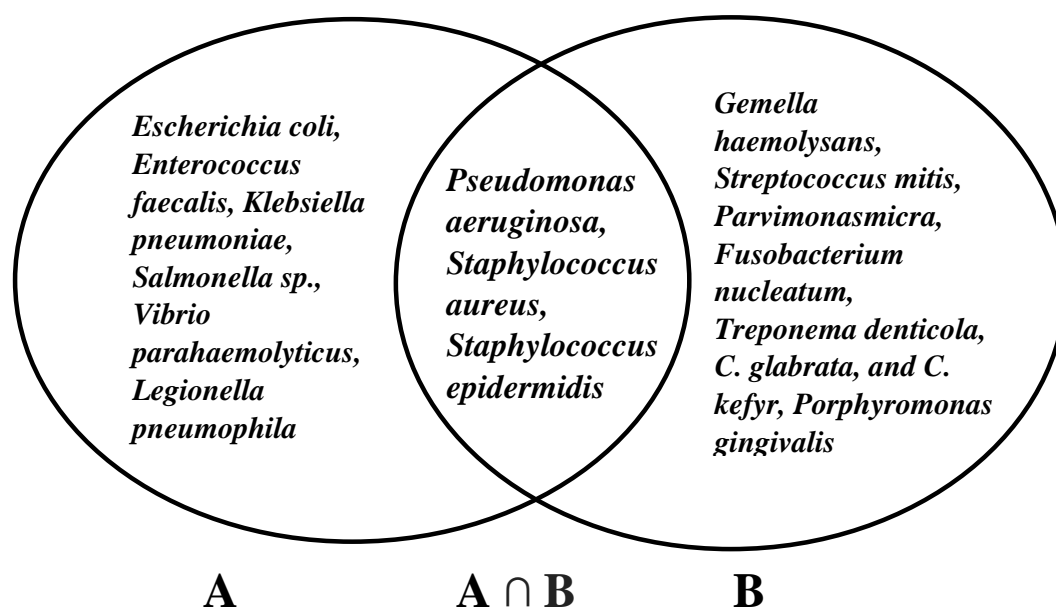 Escherichia coli,
Enterococcus
faecalis, Klebsiella
pneumoniae,
Salmonella sp.,
Vibrio
parahaemolyticus,
Legionella
pneumophila
Pseudomonas
aeruginosa,
Staphylococcus
aureus,
Staphylococcus
epidermidis
Gemella
haemolysans,
Streptococcus mitis,
Parvimonasmicra,
Fusobacterium
nucleatum,
Treponema denticola,
C. glabrata, and C.
kefyr, Porphyromonas
gingivalis
A
A ∩ B
B